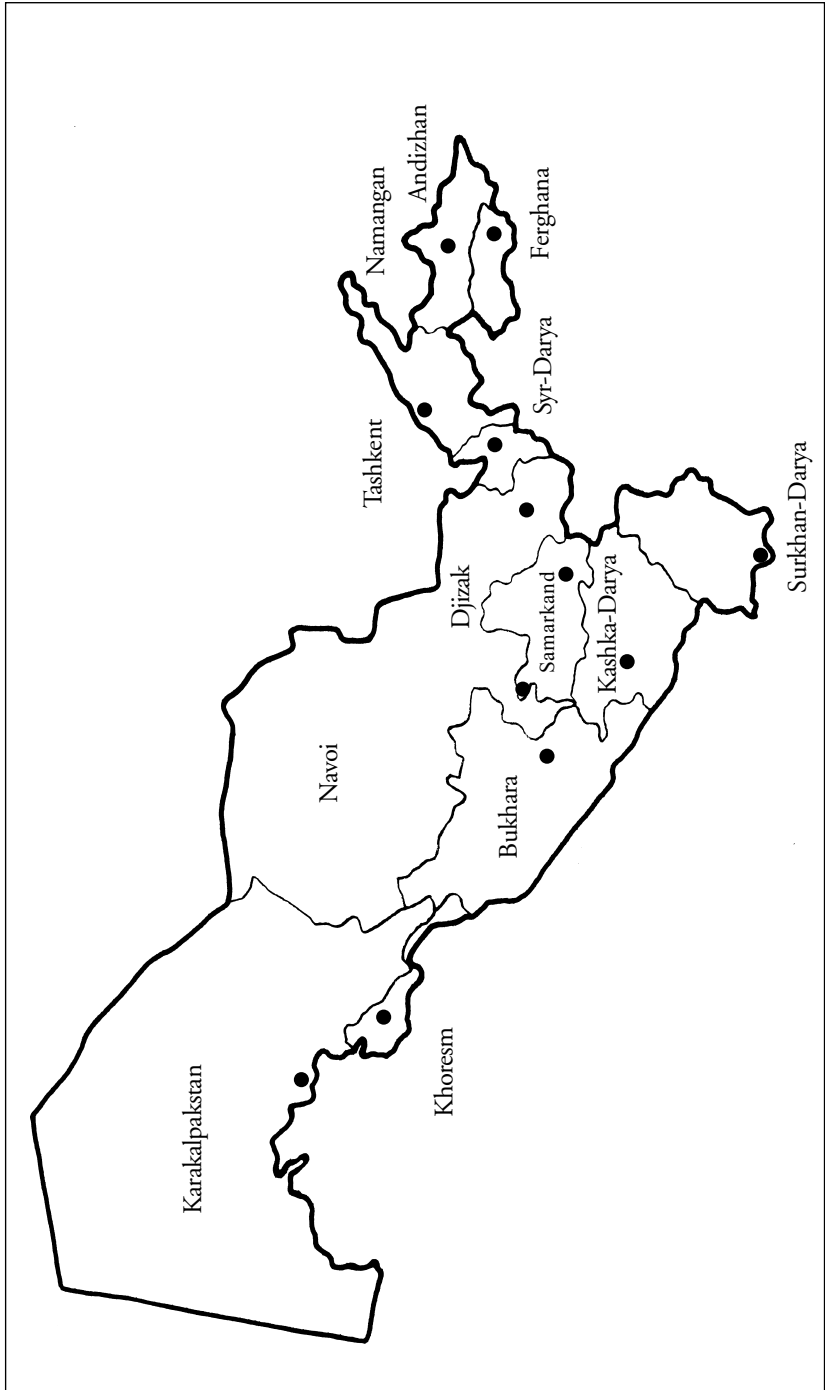 Karakalpakstan
Khoresm
Navoi
Bukhara
Tashkent
Djizak
Samarkand
Kashka-Darya
Surkhan-Darya
Syr-Darya
Namangan
Andizhan
Ferghana